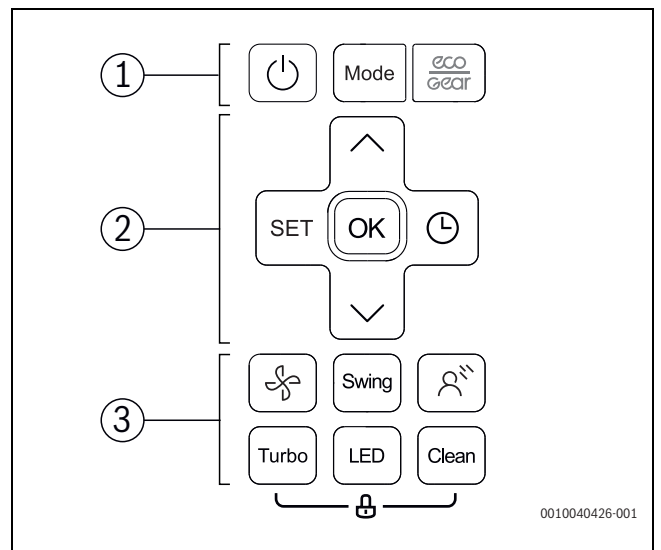 1
Mode
eco
Gear
2
SET OK
3
Swing
Turbo LED Clean
0010040426-001